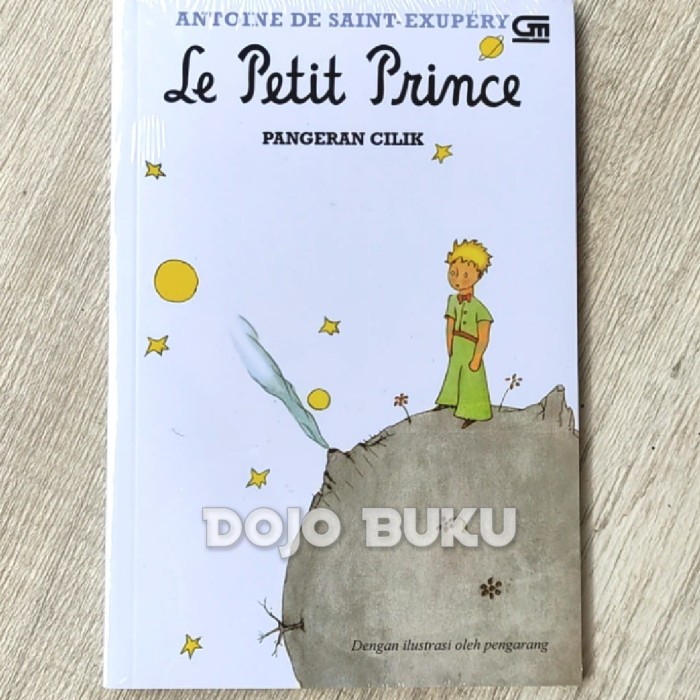 ANTOINE DE SAINT-EXUPÉRY
GM
Le Petit Prince
PANGERAN CILIK
DOJO BUKU
Dengan ilustrasi oleh pengarang